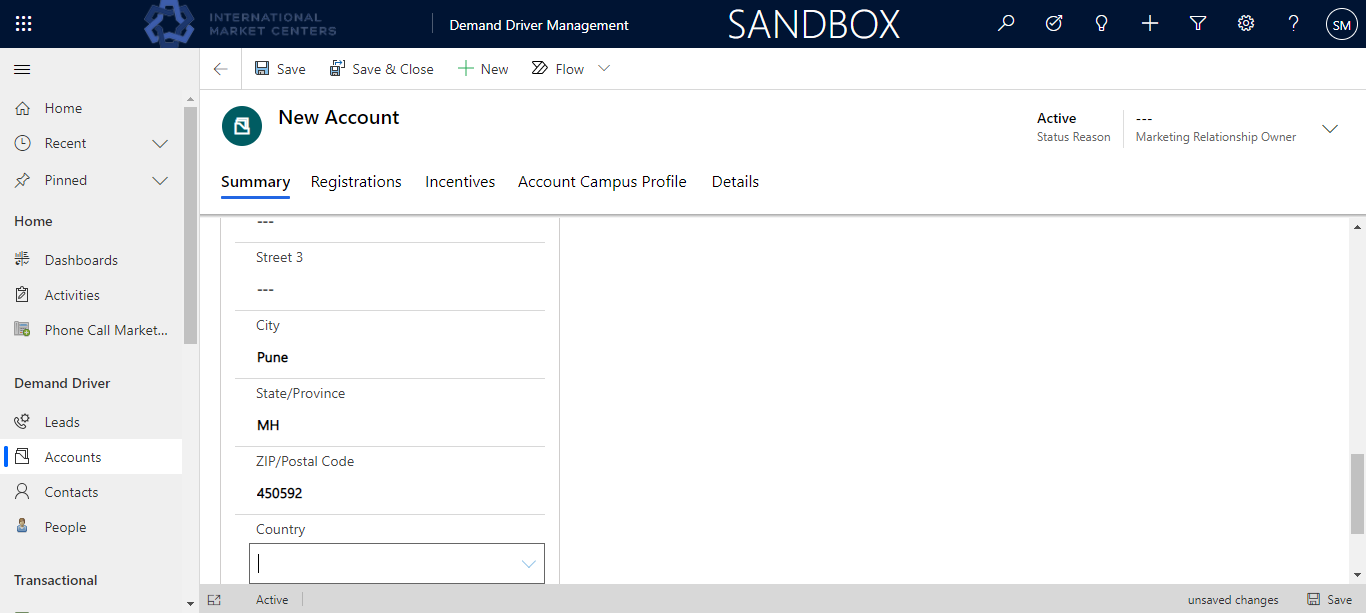 INTERNATIONAL
MARKET CENTERS
Demand Driver Management
SANDBOX
SM
Save
Save & Close
New
Flow
Home
Recent
Pinned
Home
Dashboards
Activities
Phone Call Market...
Demand Driver
Leads
Accounts
Contacts
People
Transactional
New Account
Active
Status Reason
---
Marketing Relationship Owner
Summary
Registrations
Incentives
Account Campus Profile
Details
---
Street 3
---
City
Pune
State/Province
MH
ZIP/Postal Code
450592
Country
Active
unsaved changes
Save